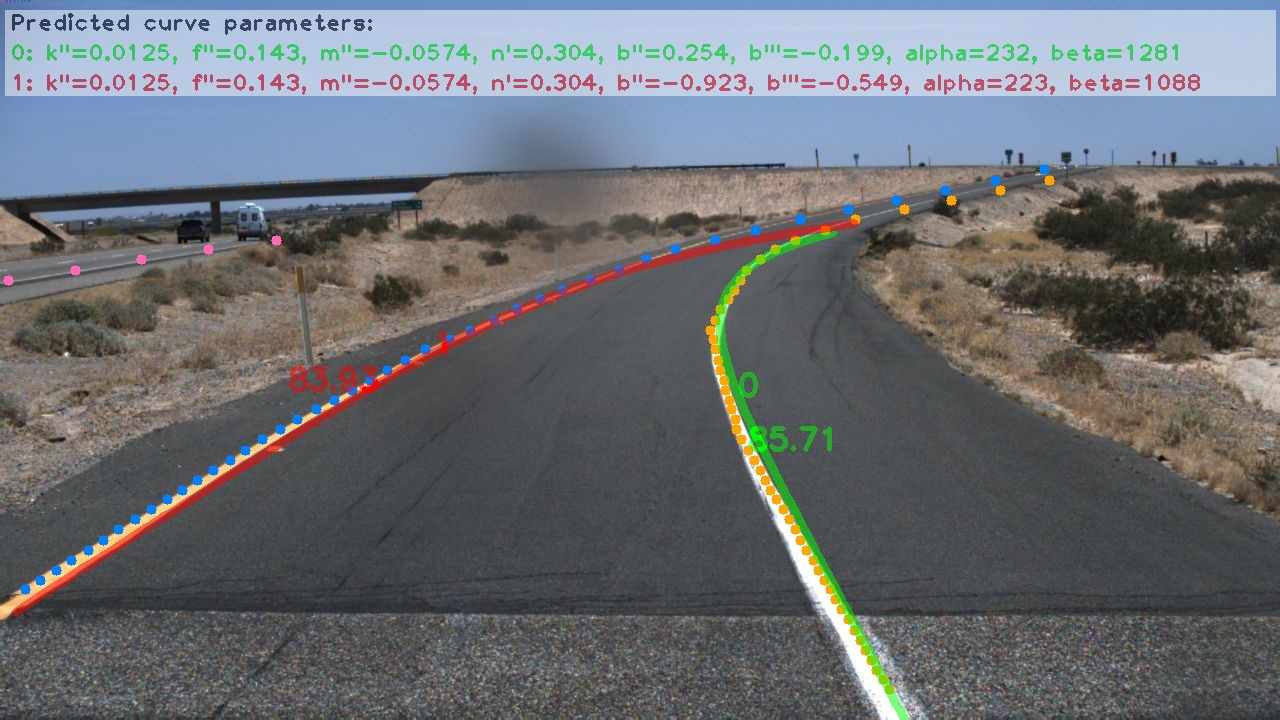 Predicted curve parameters:
0: k"=0.0125, f"=0.143, m"=-0.0574, n'=0.304, b"=0.254, b'''=-0.199, alpha=232, beta=1281
1: k"=0.0125, f"=0.143, m"=-0.0574, n'=0.304, b"=-0.923, b'''=-0.549, alpha=223, beta=1088
1
83.93
0
85.71